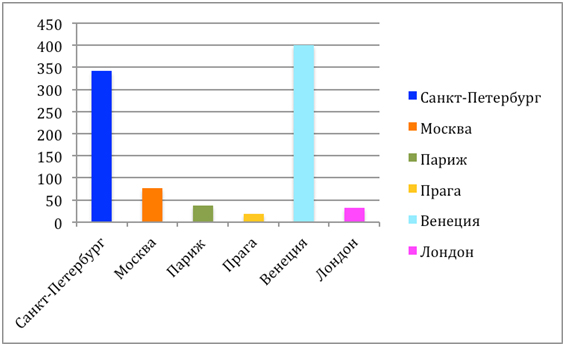 450
400
350
300
250
200
150
100
50
0
Санкт-Петербург
Москва
Париж
Прага
Венеция
Лондон
Санкт-Петербург
Москва
Париж
Прага
Венеция
Лондон